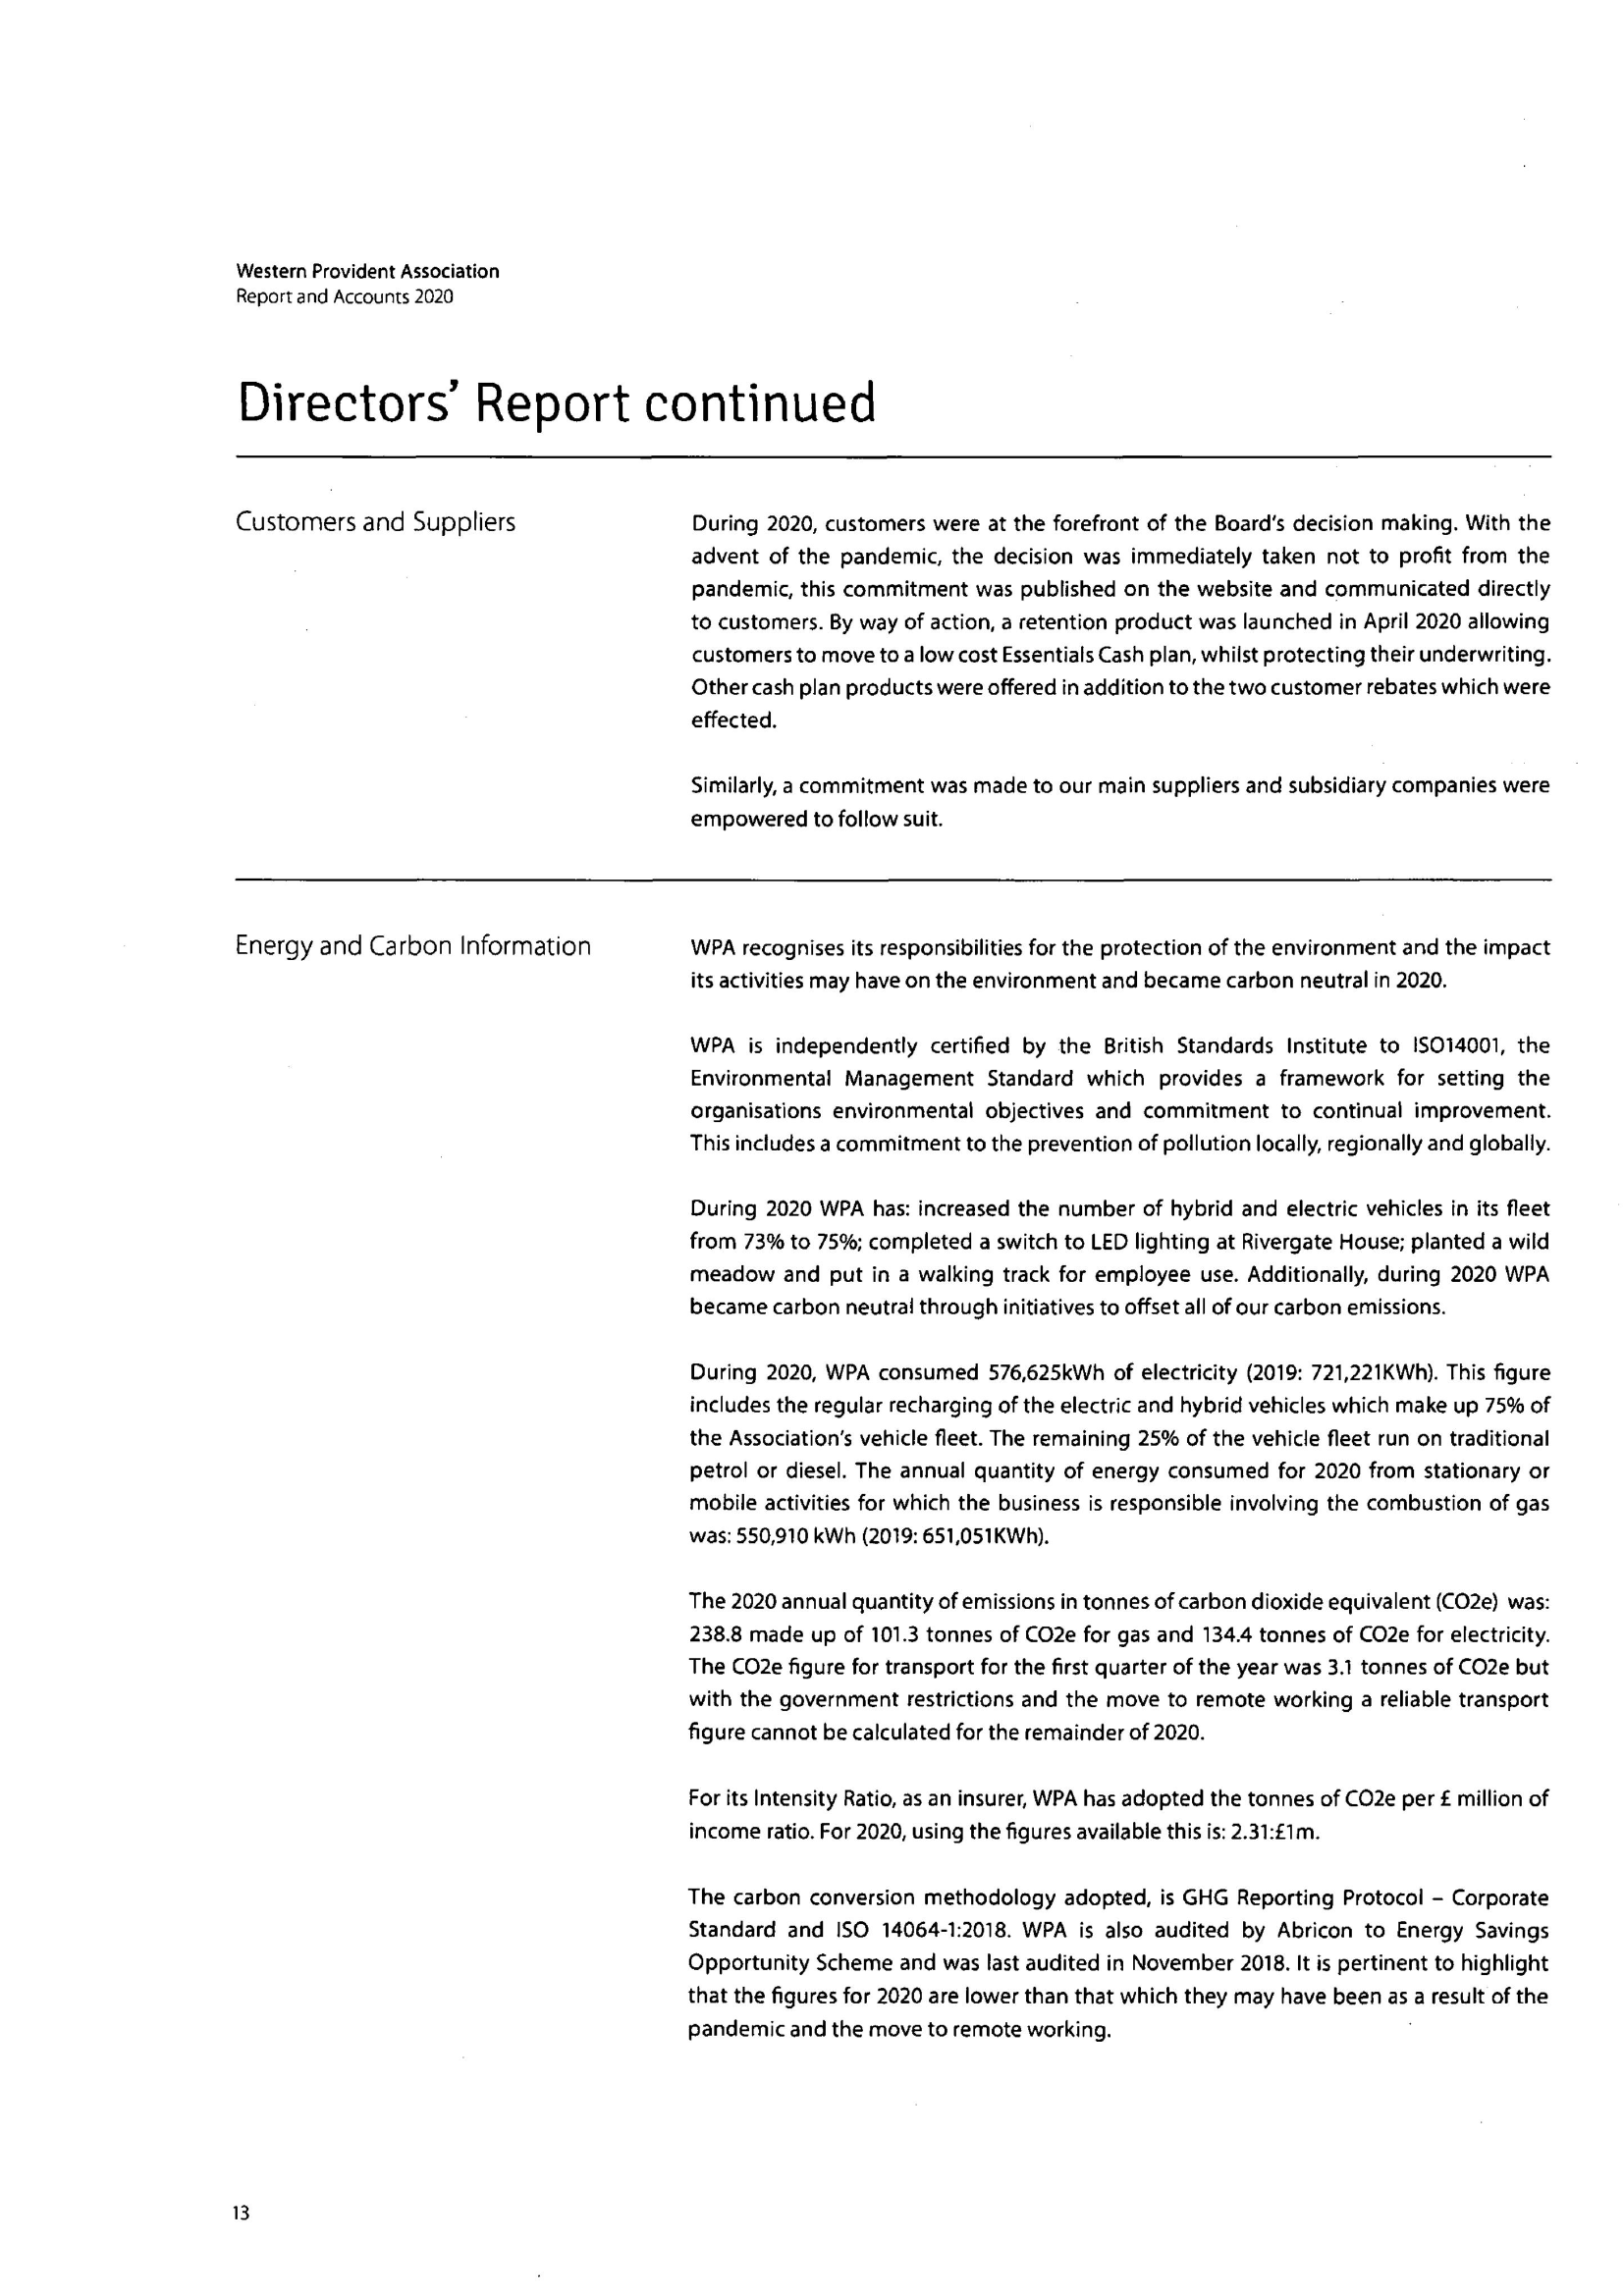 Western Provident Association
Report and Accounts 2020
Directors' Report continued
Customers and Suppliers
During 2020, customers were at the forefront of the Board's decision making. With the
advent of the pandemic, the decision was immediately taken not to profit from the
pandemic, this commitment was published on the website and communicated directly
to customers. By way of action, a retention product was launched in April 2020 allowing
customers to move to a low cost Essentials Cash plan, whilst protecting their underwriting.
Other cash plan products were offered in addition to the two customer rebates which were
effected.
Similarly, a commitment was made to our main suppliers and subsidiary companies were
empowered to follow suit.
Energy and Carbon Information
WPA recognises its responsibilities for the protection of the environment and the impact
its activities may have on the environment and became carbon neutral in 2020.
WPA is independently certified by the British Standards Institute to ISO14001, the
Environmental Management Standard which provides a framework for setting the
organisations environmental objectives and commitment to continual improvement.
This includes a commitment to the prevention of pollution locally, regionally and globally.
During 2020 WPA has: increased the number of hybrid and electric vehicles in its fleet
from 73% to 75%; completed a switch to LED lighting at Rivergate House; planted a wild
meadow and put in a walking track for employee use. Additionally, during 2020 WPA
became carbon neutral through initiatives to offset all of our carbon emissions.
During 2020, WPA consumed 576,625kWh of electricity (2019: 721,221KWh). This figure
includes the regular recharging of the electric and hybrid vehicles which make up 75% of
the Association's vehicle fleet. The remaining 25% of the vehicle fleet run on traditional
petrol or diesel. The annual quantity of energy consumed for 2020 from stationary or
mobile activities for which the business is responsible involving the combustion of gas
was: 550,910 kWh (2019: 651,051KWh).
The 2020 annual quantity of emissions in tonnes of carbon dioxide equivalent (CO2e) was:
238.8 made up of 101.3 tonnes of CO2e for gas and 134.4 tonnes of CO2e for electricity.
The CO2e figure for transport for the first quarter of the year was 3.1 tonnes of CO2e but
with the government restrictions and the move to remote working a reliable transport
figure cannot be calculated for the remainder of 2020.
For its Intensity Ratio, as an insurer, WPA has adopted the tonnes of CO2e per £ million of
income ratio. For 2020, using the figures available this is: 2.31:£1m.
The carbon conversion methodology adopted, is GHG Reporting Protocol – Corporate
Standard and ISO 14064-1:2018. WPA is also audited by Abricon to Energy Savings
Opportunity Scheme and was last audited in November 2018. It is pertinent to highlight
that the figures for 2020 are lower than that which they may have been as a result of the
pandemic and the move to remote working.
13